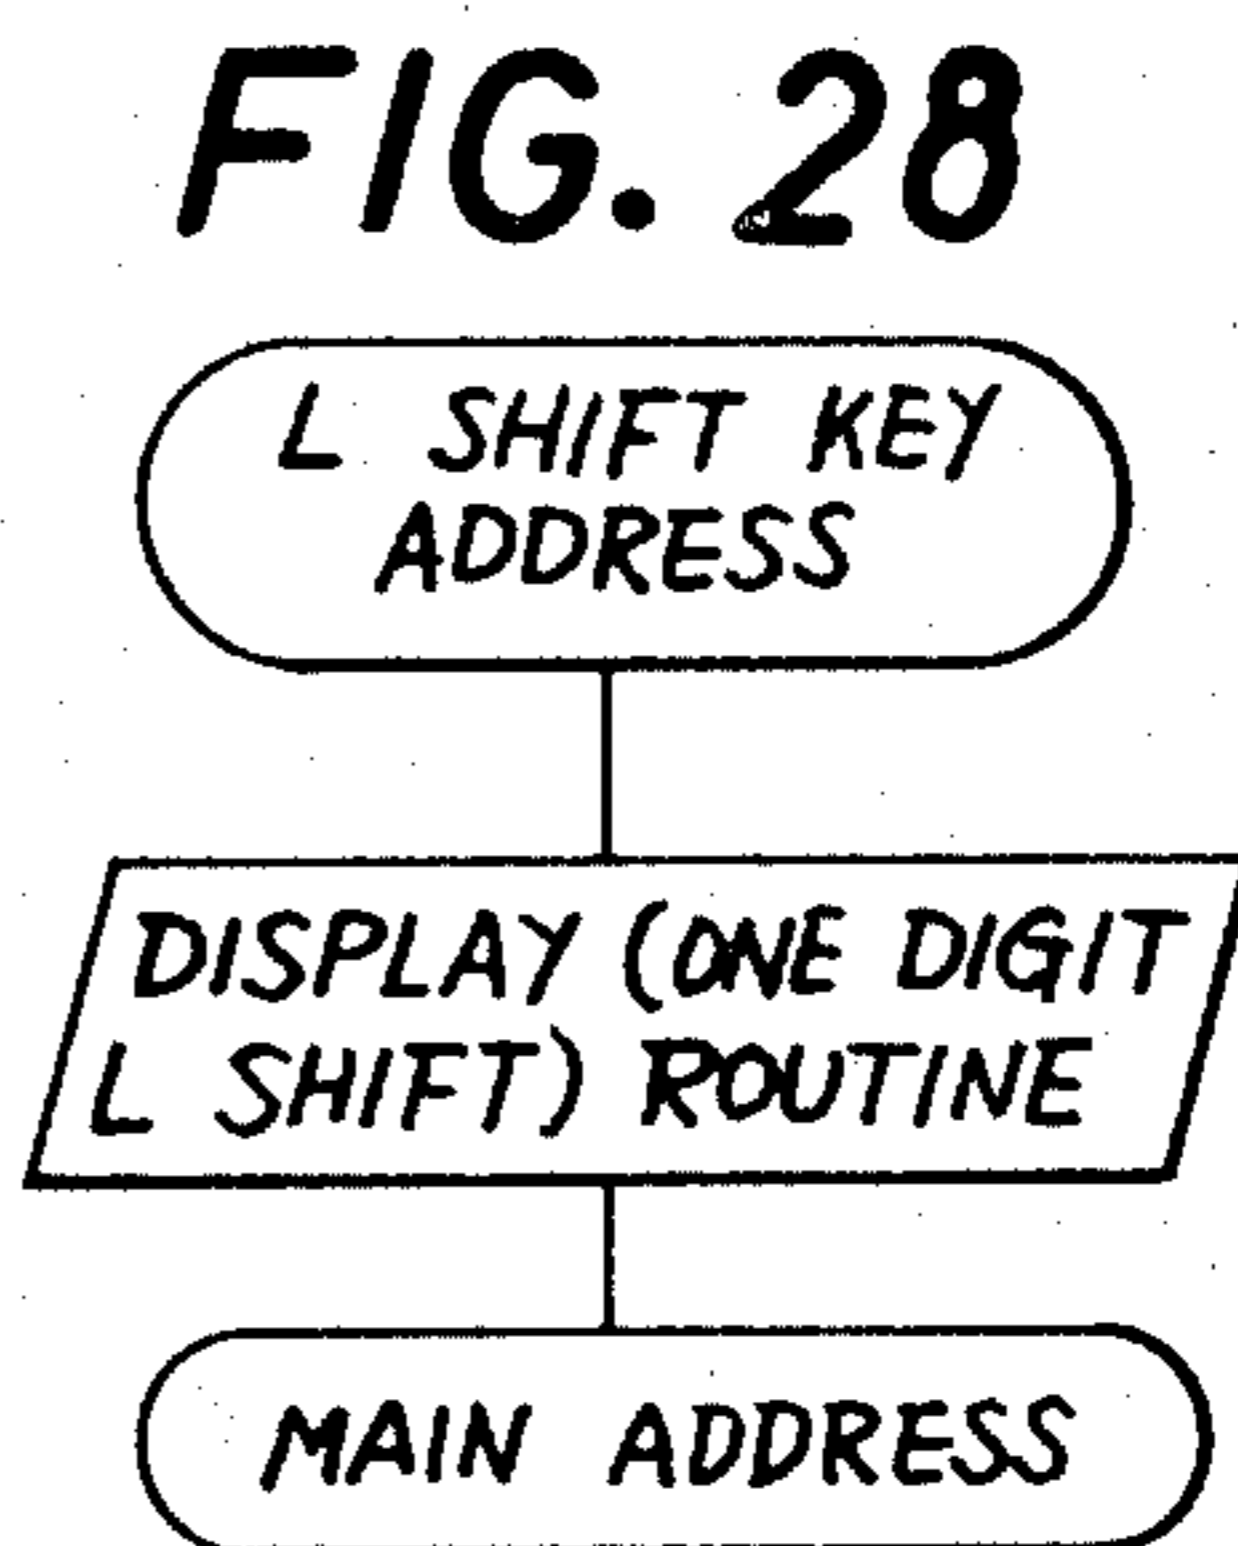 FIG. 28
L SHIFT KEY
ADDRESS
DISPLAY (ONE DIGIT
L SHIFT) ROUTINE
MAIN ADDRESS